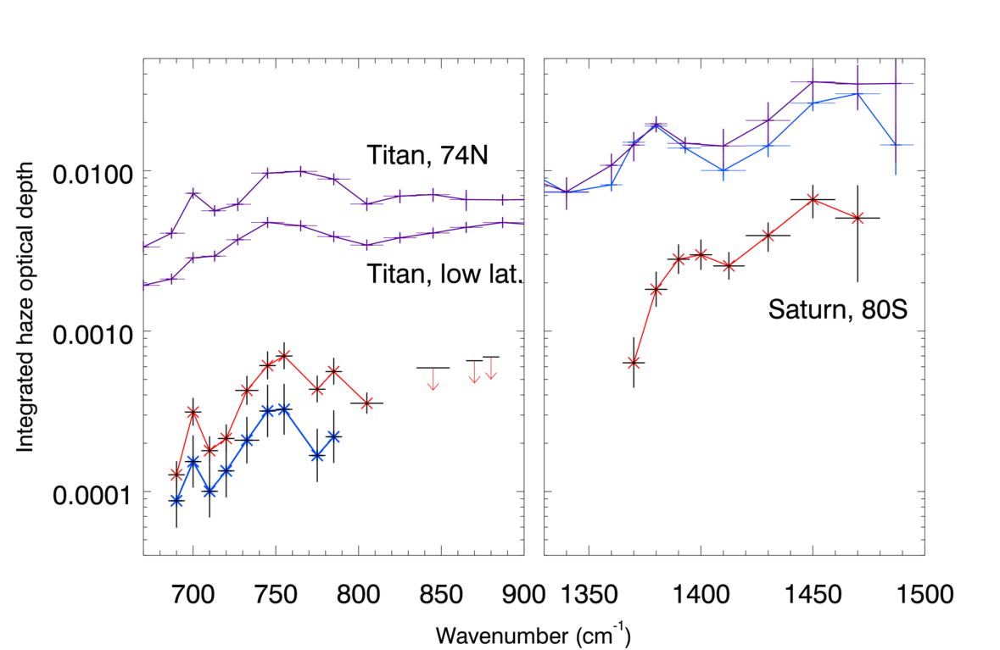 Integrated haze optical depth
0.0100
0.0010
0.0001
Titan, 74N
Titan, low lat.
Saturn, 80S
700 750 800 850 900 1350 1400 1450 1500
Wavenumber (cm⁻¹)